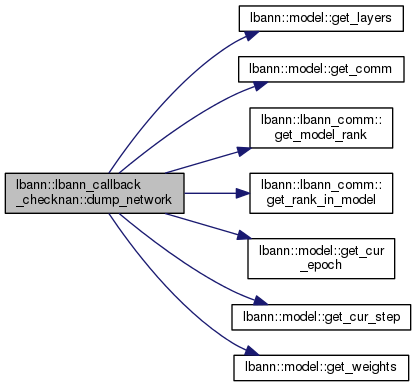 lbann::model::get_layers
lbann::model::get_comm
lbann::lbann_comm::
get_model_rank
lbann::lbann_callback
_checknan::dump_network
lbann::lbann_comm::
get_rank_in_model
lbann::model::get_cur
_epoch
lbann::model::get_cur_step
lbann::model::get_weights